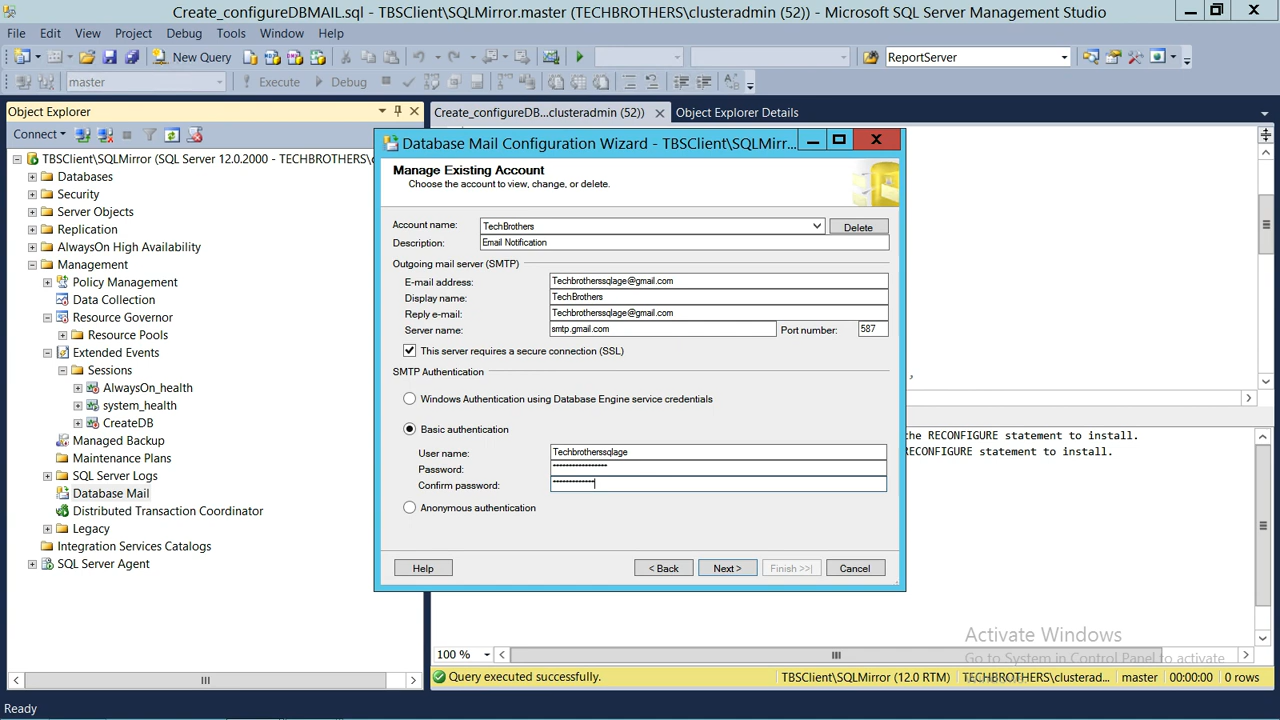 Create_configureDBMAIL.sql - TBSClient\SQLMirror.master (TECHBROTHERS\clusteradmin (52)) - Microsoft SQL Server Management Studio
File Edit View Project Debug Tools Window Help
New Query
ReportServer
master
Execute
Debug
Object Explorer
Create_configureDB...clusteradmin (52))
Object Explorer Details
Connect
TBSClient\SQLMirror (SQL Server 12.0.2000 - TECHBROTHERS\
Databases
Security
Server Objects
Replication
AlwaysOn High Availability
Management
Policy Management
Data Collection
Resource Governor
Resource Pools
Extended Events
Sessions
AlwaysOn_health
system_health
CreateDB
Managed Backup
Maintenance Plans
SQL Server Logs
Database Mail
Distributed Transaction Coordinator
Legacy
Integration Services Catalogs
SQL Server Agent
Database Mail Configuration Wizard - TBSClient\SQLMirr...
Manage Existing Account
Choose the account to view, change, or delete.
Account name: TechBrothers Delete
Description: Email Notification
Outgoing mail server (SMTP)
E-mail address: Techbrotherssqlage@gmail.com
Display name: TechBrothers
Reply e-mail: Techbrotherssqlage@gmail.com
Server name: smtp.gmail.com Port number: 587
This server requires a secure connection (SSL)
SMTP Authentication
Windows Authentication using Database Engine service credentials
Basic authentication
User name: Techbrotherssqlage
Password: *****************
Confirm password: *************
Anonymous authentication
Help < Back Next > Finish >>| Cancel
the RECONFIGURE statement to install.
RECONFIGURE statement to install.
Activate Windows
Go to System in Control Panel to activate
100 %
Query executed successfully.
TBSClient\SQLMirror (12.0 RTM) TECHBROTHERS\clusterad... master 00:00:00 0 rows
Ready